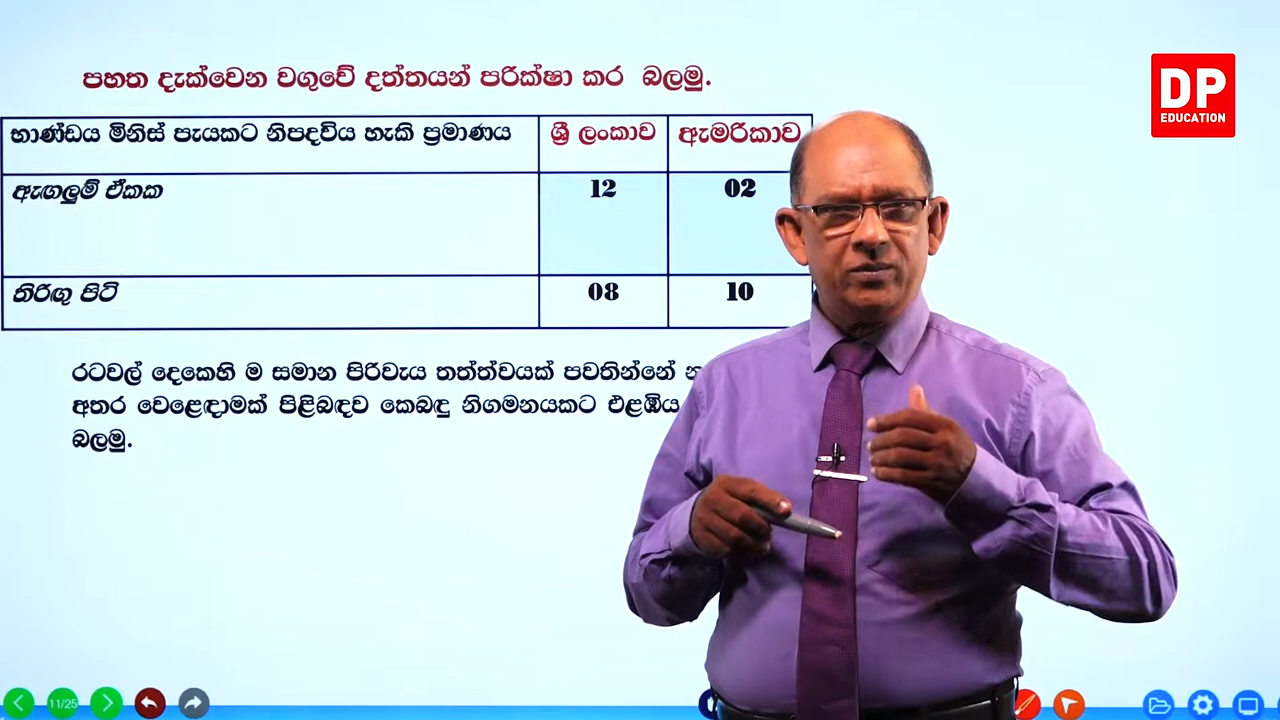 පහත දැක්වෙන වගුවේ දත්තයන් පරීක්ෂා කර බලමු.
DP
EDUCATION
භාණ්ඩය මිනිස් පැයකට නිපදවිය හැකි ප්‍රමාණය ශ්‍රී ලංකාව ඇමරිකාව
ඇඟලුම් ඒකක 12 02
තිරිඟු පිටි 08 10
රටවල් දෙකෙහි ම සමාන පිරිවැය තත්ත්වයක් පවතින්නේ
අතර වෙළෙඳාමක් පිළිබඳව කෙබඳු නිගමනයකට එළඹිය
බලමු.
11/25